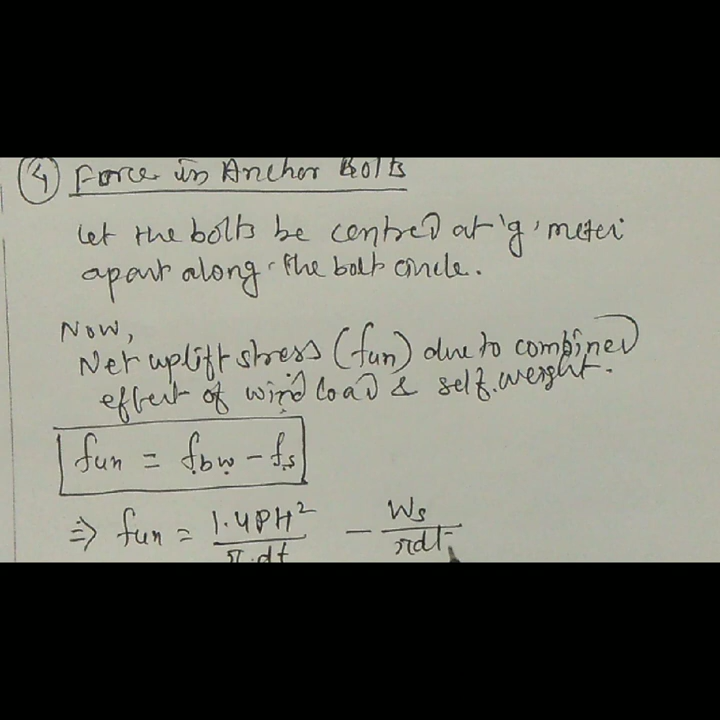 ④ Force in Anchor Bolts
Let the bolts be centred at 'g' meter
apart along the bolt circle.
Now,
Net uplift stress (fun) due to combined
effect of wind load & self.weight.
fun = fbw - fs
⇒ fun = 1.4PH² / π.dt - Ws / πdt